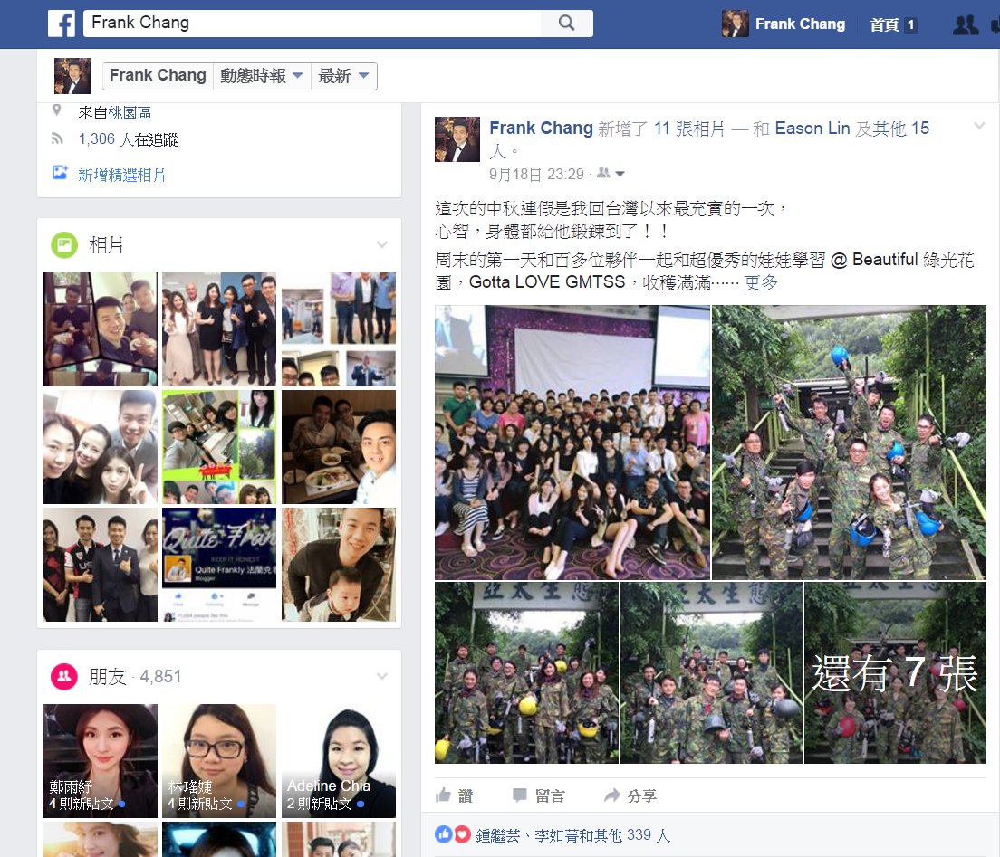 Frank Chang
Frank Chang
首頁 1
Frank Chang 動態時報 最新
來自桃園區
1,306 人在追蹤
新增精選相片
相片
Quite Frankly 法蘭克
Blogger
朋友 · 4,851
鄭雨紓
4 則新貼文
林瑤婕
4 則新貼文
Adeline Chia
2 則新貼文
Frank Chang 新增了 11 張相片 — 和 Eason Lin 及其他 15
人。
9月18日 23:29 ·
這次的中秋連假是我回台灣以來最充實的一次，
心智，身體都給他鍛鍊到了！！
周末的第一天和百多位夥伴一起和超優秀的娃娃學習 @ Beautiful 綠光花
園，Gotta LOVE GMTSS，收穫滿滿…… 更多
亞太生態
亞太生態
還有 7 張
讚 留言 分享
鍾繼芸、李如菁和其他 339 人